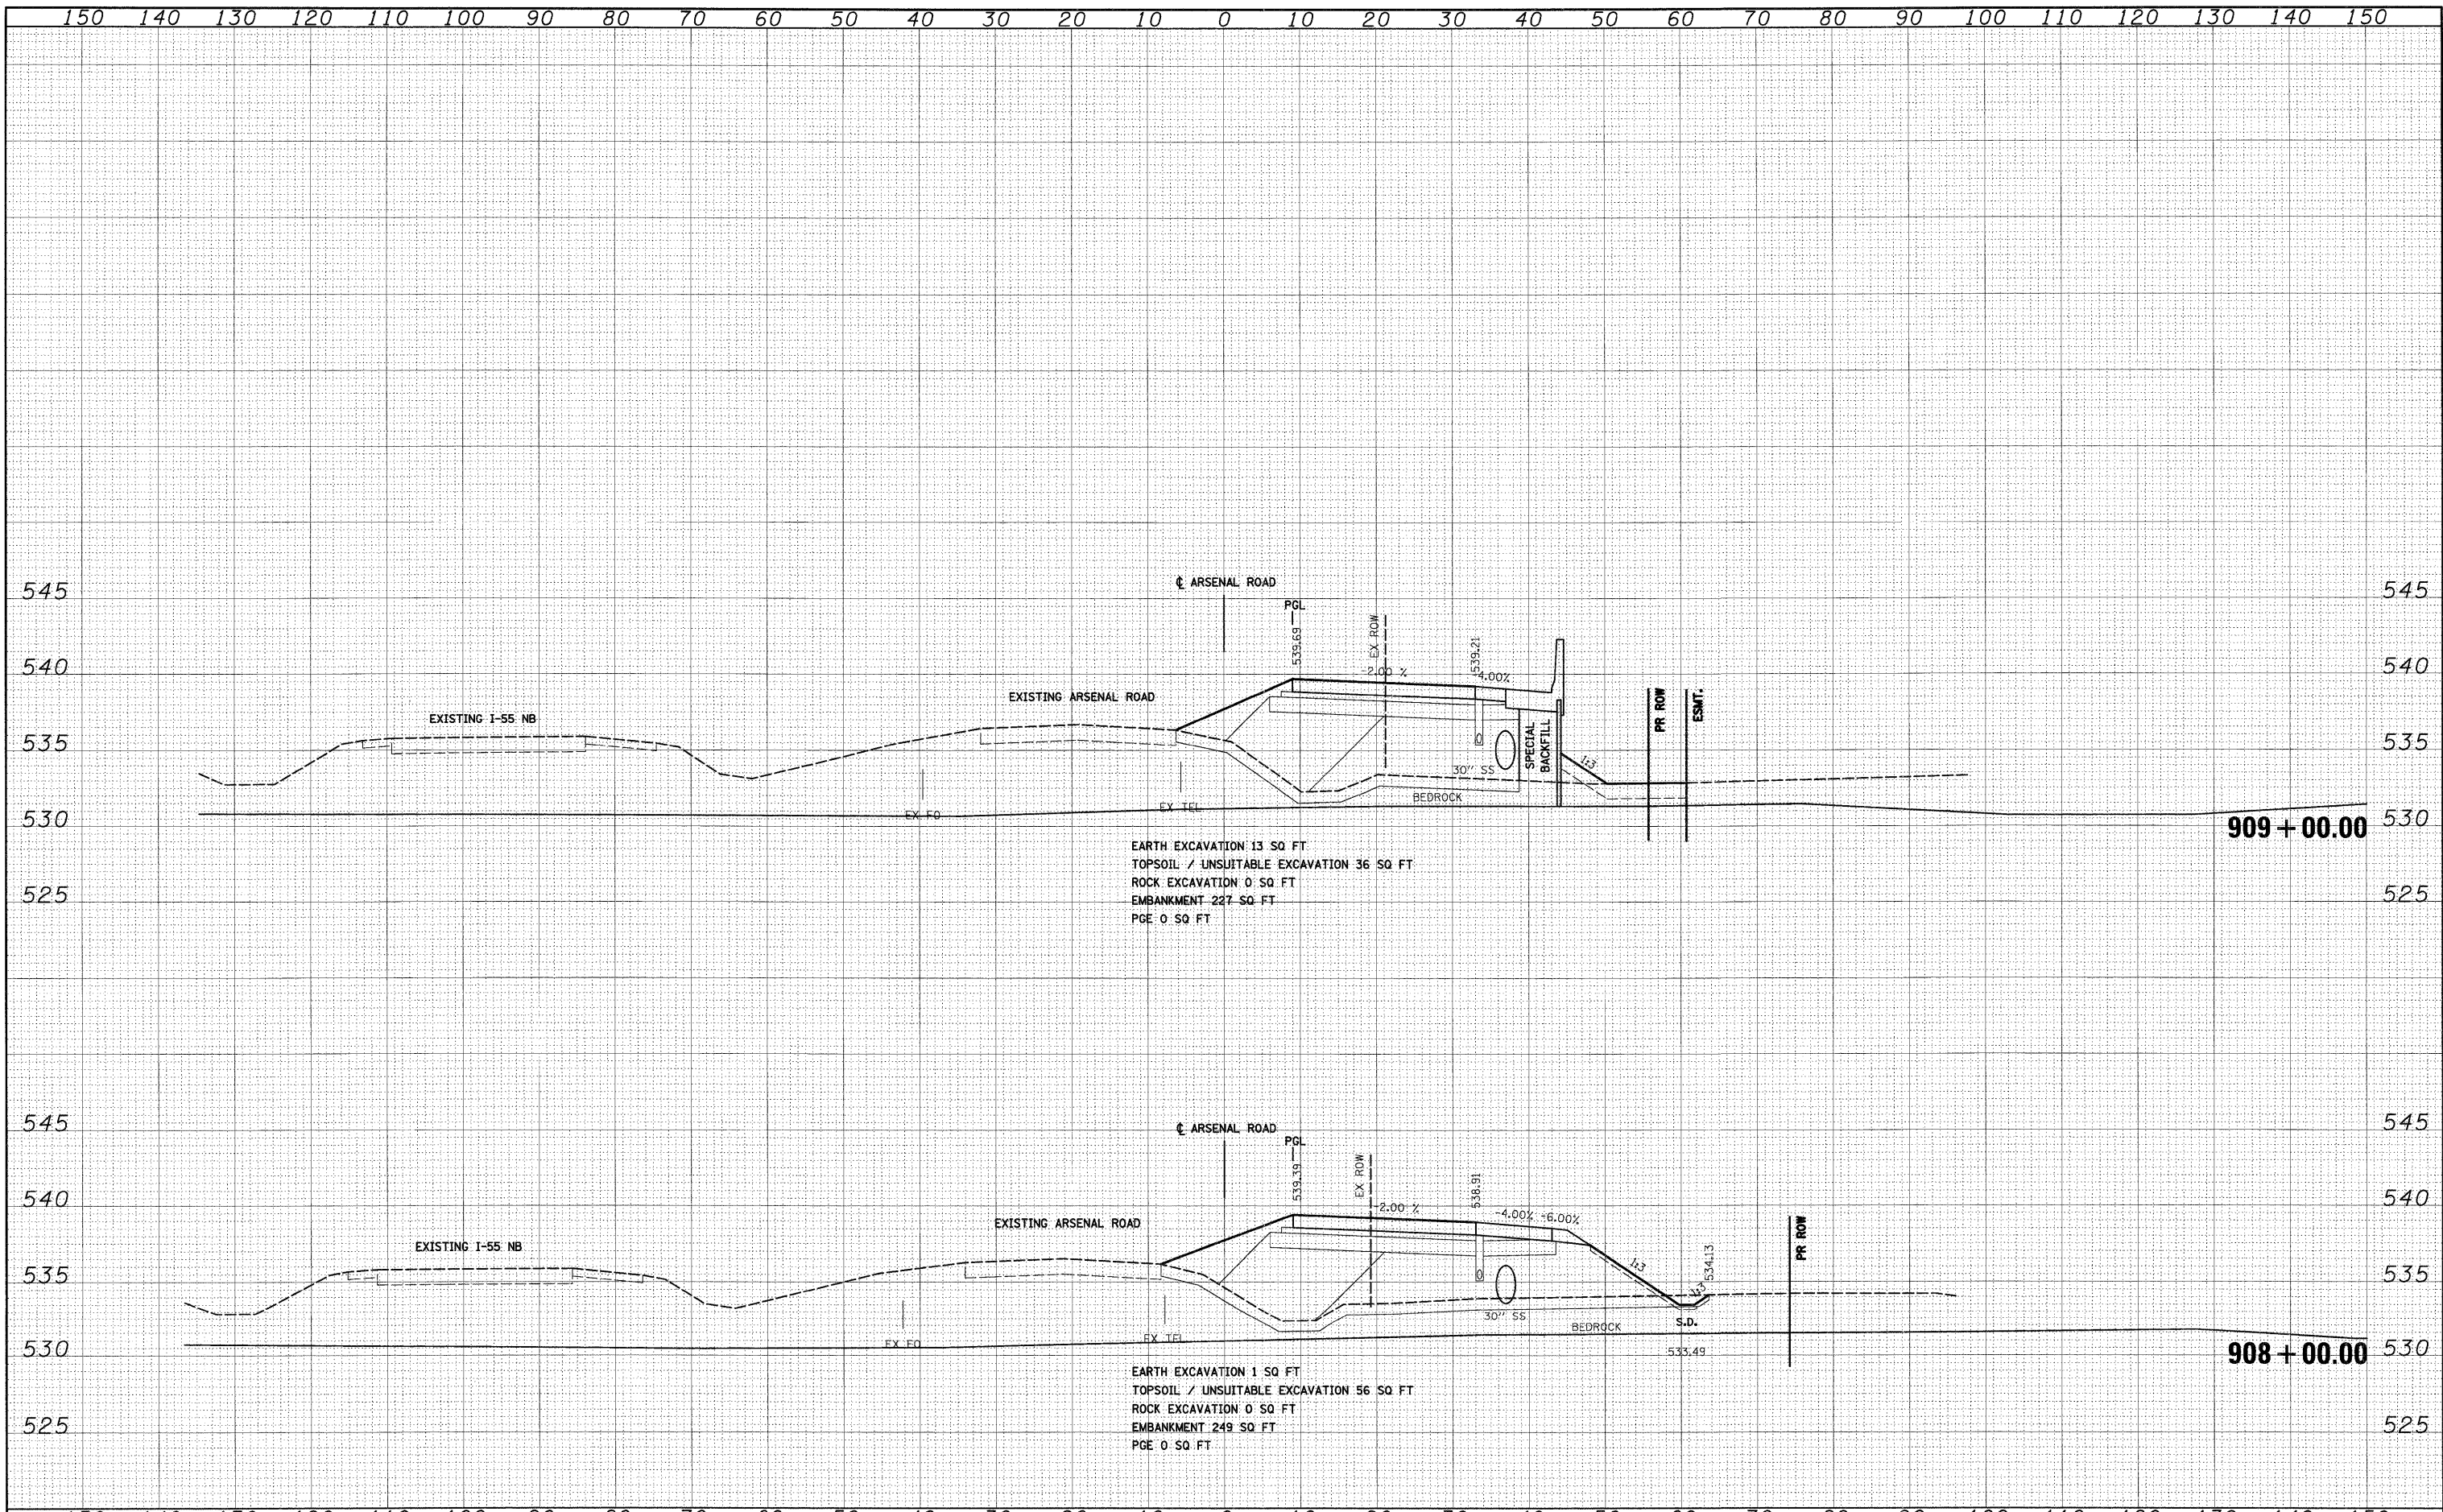 150 140 130 120 110 100 90 80 70 60 50 40 30 20 10 0 10 20 30 40 50 60 70 80 90 100 110 120 130 140 150
℄ ARSENAL ROAD
545 545
PGL
539.69
EX ROW
539.21
540 540
-2.00 %
-4.00%
EXISTING ARSENAL ROAD
EXISTING I-55 NB
PR ROW
ESMT.
SPECIAL
BACKFILL
535 535
1:3
30'' SS
BEDROCK
EX TEL
EX FO
530 530
909 + 00.00
EARTH EXCAVATION 13 SQ FT
TOPSOIL / UNSUITABLE EXCAVATION 36 SQ FT
ROCK EXCAVATION 0 SQ FT
525 525
EMBANKMENT 227 SQ FT
PGE 0 SQ FT
545 545
℄ ARSENAL ROAD
PGL
539.39
EX ROW
538.91
540 540
-2.00 %
-4.00%
-6.00%
EXISTING ARSENAL ROAD
EXISTING I-55 NB
PR ROW
535 535
1:3
1:3
534.13
30'' SS
S.D.
BEDROCK
EX TEL
EX FO
530 530
533.49
908 + 00.00
EARTH EXCAVATION 1 SQ FT
TOPSOIL / UNSUITABLE EXCAVATION 56 SQ FT
ROCK EXCAVATION 0 SQ FT
525 525
EMBANKMENT 249 SQ FT
PGE 0 SQ FT